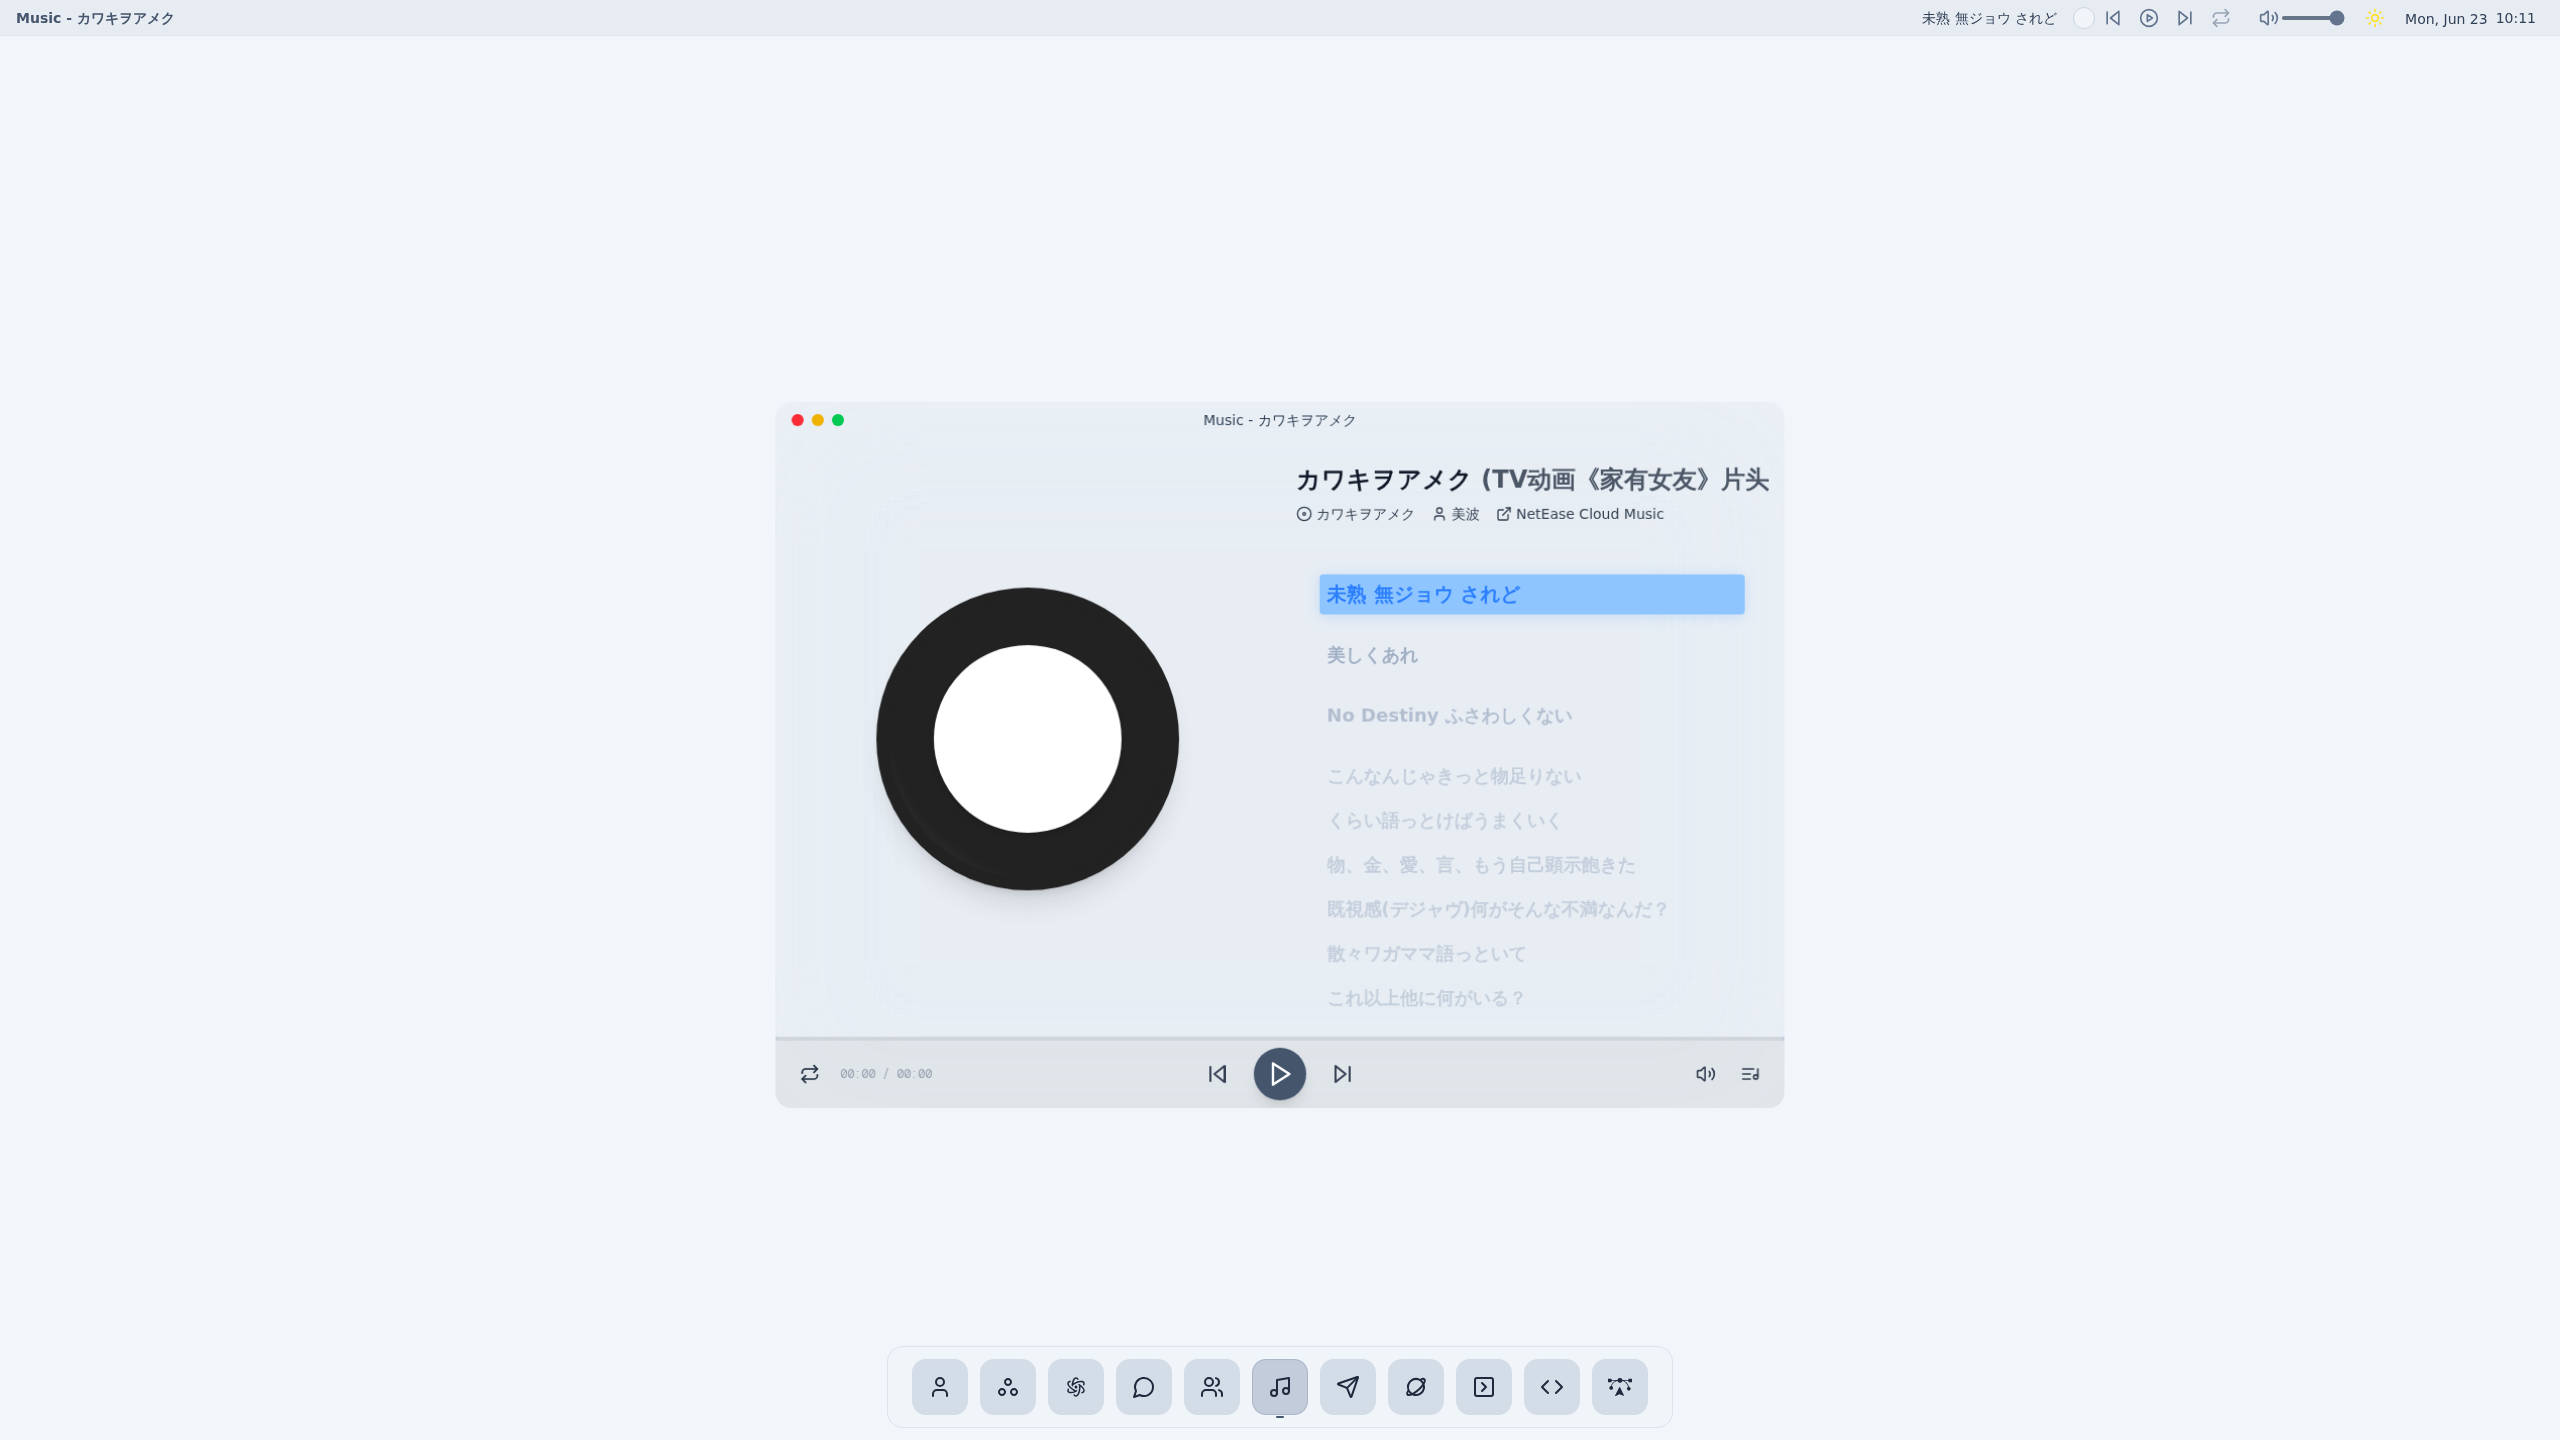 Music - カワキヲアメク
未熟 無ジョウ されど
Mon, Jun 23 10:11
Music - カワキヲアメク
カワキヲアメク (TV动画《家有女友》片头
カワキヲアメク 美波 NetEase Cloud Music
未熟 無ジョウ されど
美しくあれ
No Destiny ふさわしくない
こんなんじゃきっと物足りない
くらい語っとけばうまくいく
物、金、愛、言、もう自己顕示飽きた
既視感(デジャヴ)何がそんな不満なんだ？
散々ワガママ語っといて
これ以上他に何がいる？
00:00 / 00:00